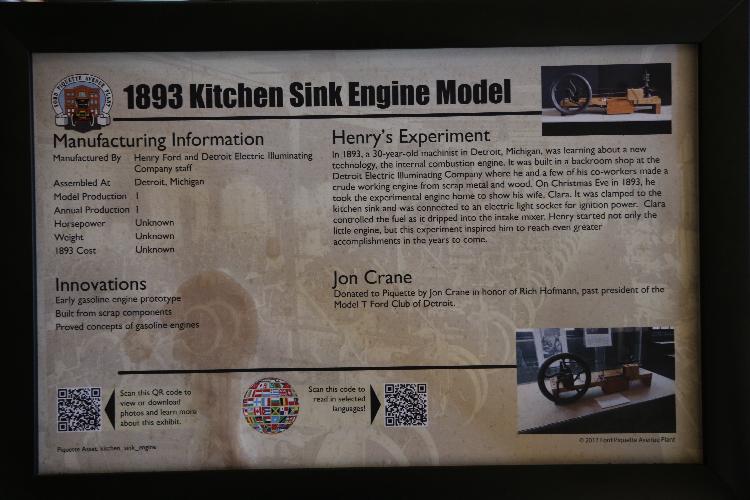 FORD PIQUETTE AVENUE PLANT
1893 Kitchen Sink Engine Model
Manufacturing Information
Manufactured By Henry Ford and Detroit Electric Illuminating
Company staff
Assembled At Detroit, Michigan
Model Production 1
Annual Production 1
Horsepower Unknown
Weight Unknown
1893 Cost Unknown
Innovations
Early gasoline engine prototype
Built from scrap components
Proved concepts of gasoline engines
Henry's Experiment
In 1893, a 30-year-old machinist in Detroit, Michigan, was learning about a new
technology, the internal combustion engine. It was built in a backroom shop at the
Detroit Electric Illuminating Company where he and a few of his co-workers made a
crude working engine from scrap metal and wood. On Christmas Eve in 1893, he
took the experimental engine home to show his wife, Clara. It was clamped to the
kitchen sink and was connected to an electric light socket for ignition power. Clara
controlled the fuel as it dripped into the intake mixer. Henry started not only the
little engine, but this experiment inspired him to reach even greater
accomplishments in the years to come.
Jon Crane
Donated to Piquette by Jon Crane in honor of Rich Hofmann, past president of the
Model T Ford Club of Detroit.
Scan this QR code to
view or download
photos and learn more
about this exhibit.
Scan this code to
read in selected
languages!
Piquette Asset: kitchen_sink_engine
© 2017 Ford Piquette Avenue Plant